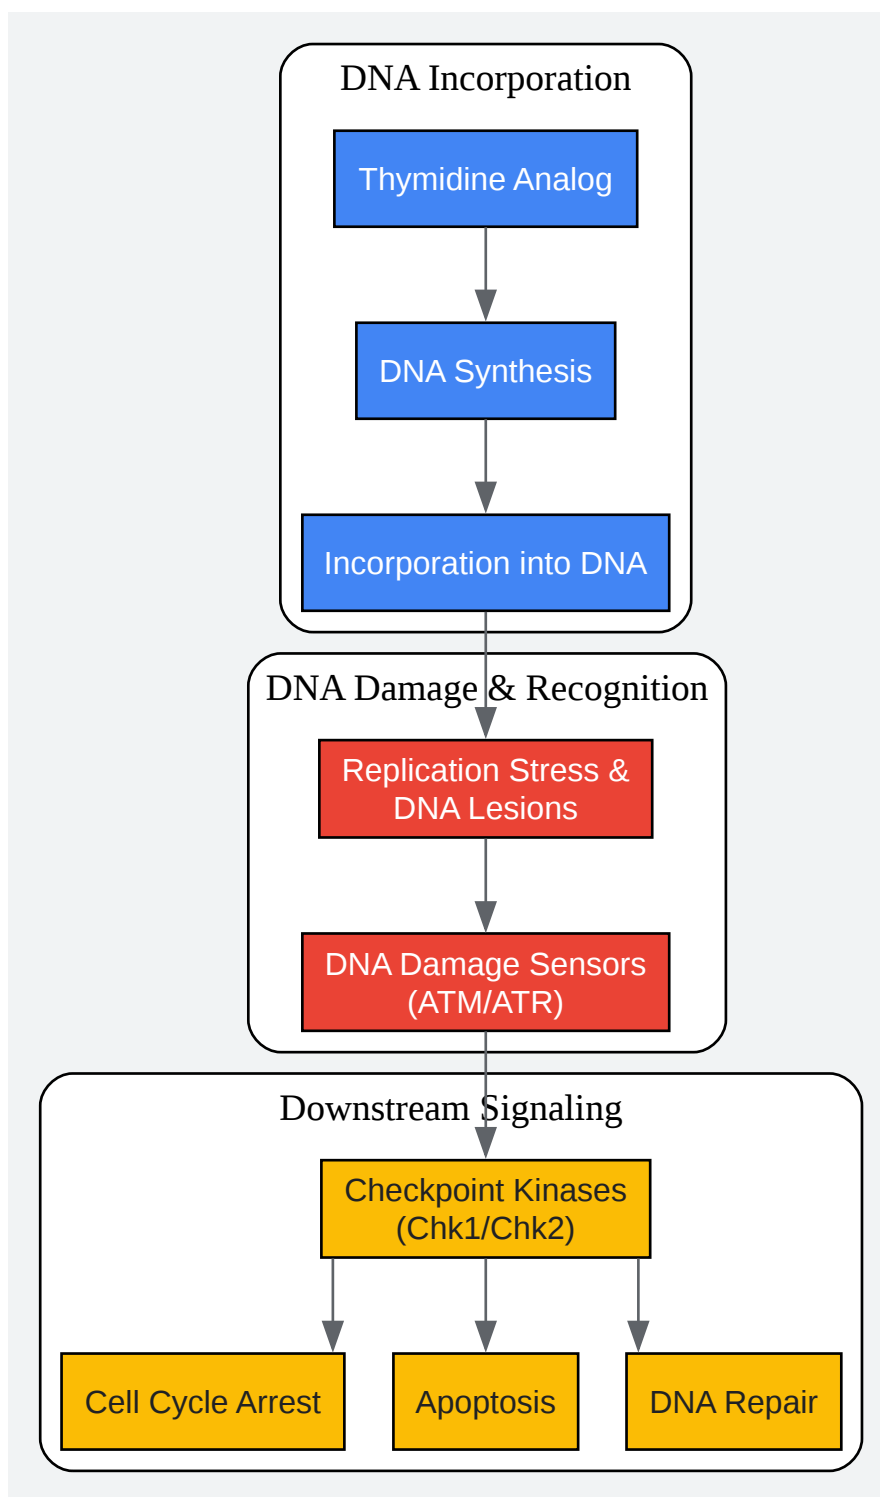 DNA Incorporation
Thymidine Analog
DNA Synthesis
Incorporation into DNA
DNA Damage & Recognition
Replication Stress &
DNA Lesions
DNA Damage Sensors
(ATM/ATR)
Downstream Signaling
Checkpoint Kinases
(Chk1/Chk2)
Cell Cycle Arrest
Apoptosis
DNA Repair